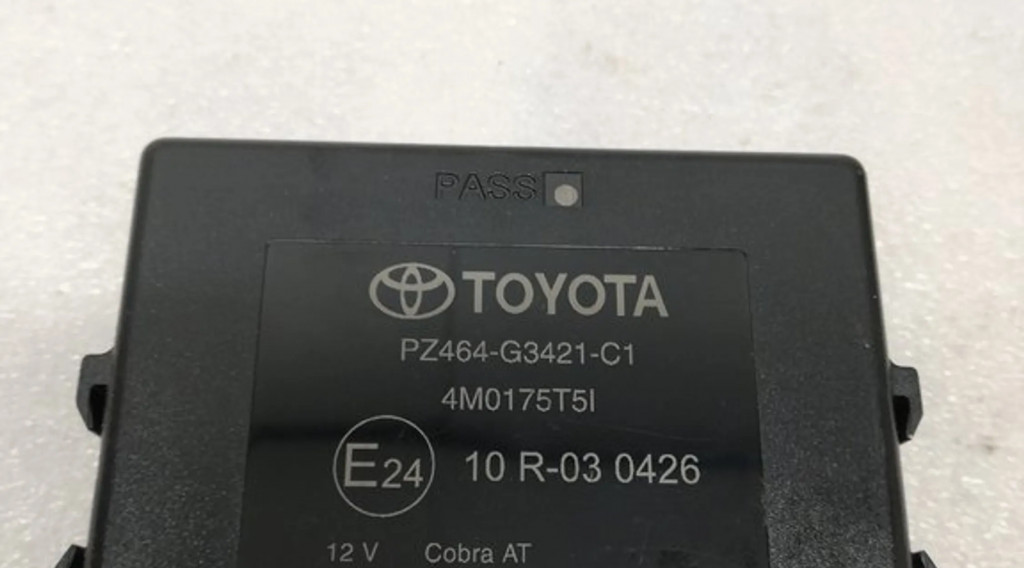 PASS
TOYOTA
PZ464-G3421-C1
4M0175T5I
E24 10 R-03 0426
12 V Cobra AT